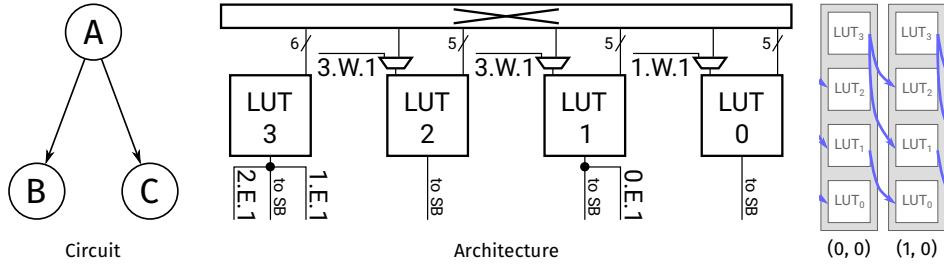 A
B
C
Circuit
6
5
5
5
3.W.1
3.W.1
1.W.1
LUT
3
LUT
2
LUT
1
LUT
0
2.E.1
to SB
1.E.1
to SB
to SB
0.E.1
to SB
Architecture
LUT3
LUT3
LUT2
LUT2
LUT1
LUT1
LUT0
LUT0
(0, 0)
(1, 0)